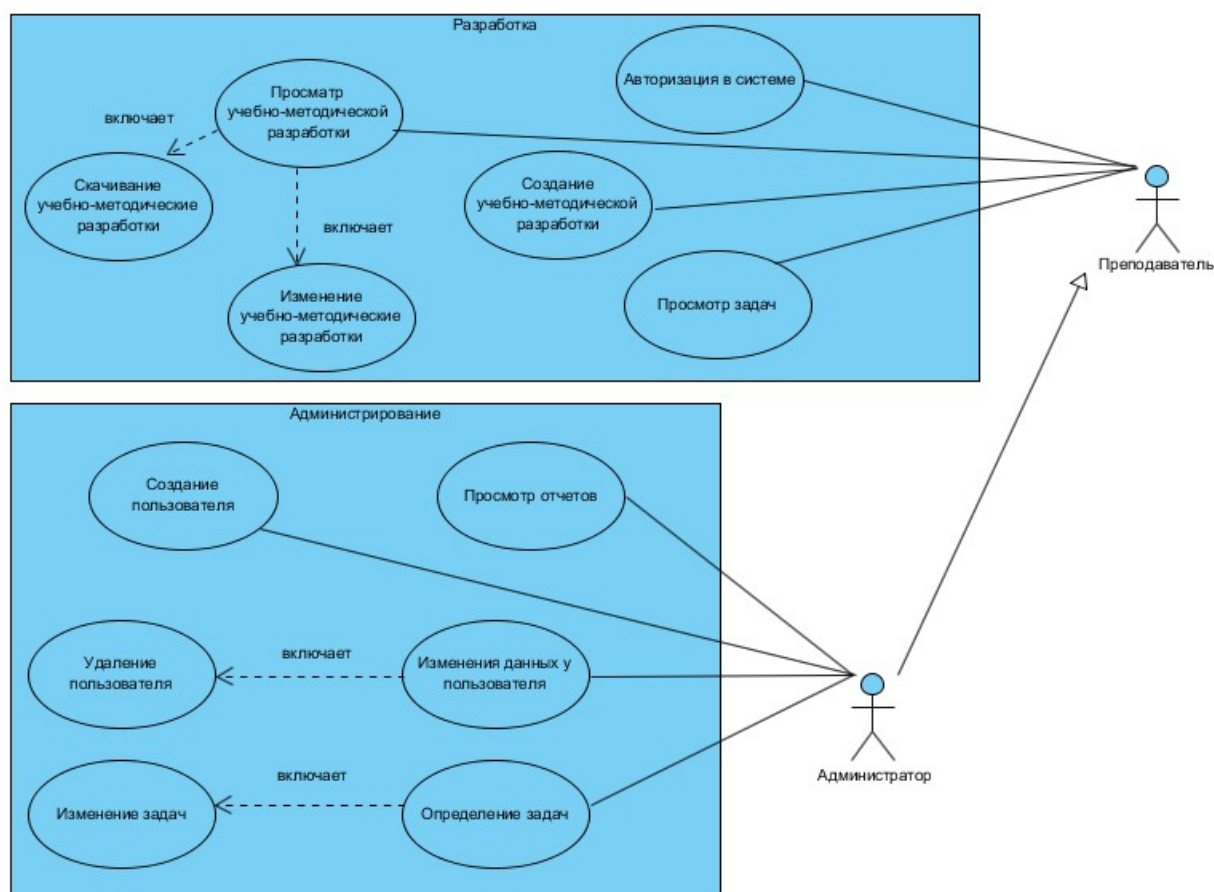 Разработка
Просматр
учебно-методической
разработки
Авторизация в системе
включает
Скачивание
учебно-методические
разработки
Создание
учебно-методической
разработки
включает
Изменение
учебно-методические
разработки
Просмотр задач
Преподаватель
Администрирование
Создание
пользователя
Просмотр отчетов
Удаление
пользователя
включает
Изменения данных у
пользователя
включает
Изменение задач
Определение задач
Администратор